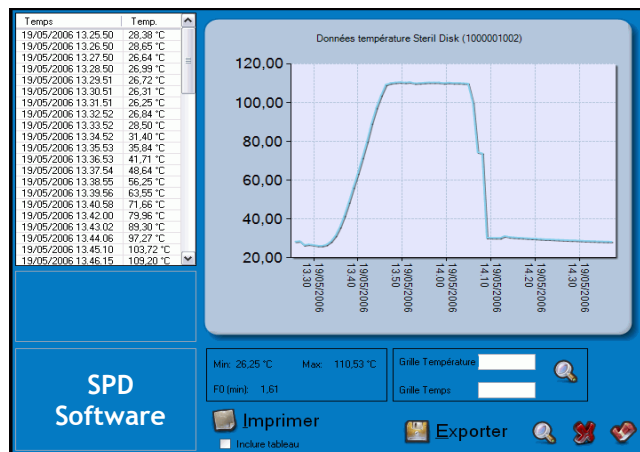 Temps Temp.
19/05/2006 13.25.50 28,38 °C
19/05/2006 13.26.50 28,65 °C
19/05/2006 13.27.50 26,64 °C
19/05/2006 13.28.50 26,99 °C
19/05/2006 13.29.51 26,72 °C
19/05/2006 13.30.51 26,31 °C
19/05/2006 13.31.51 26,25 °C
19/05/2006 13.32.52 26,84 °C
19/05/2006 13.33.52 28,50 °C
19/05/2006 13.34.52 31,40 °C
19/05/2006 13.35.53 35,84 °C
19/05/2006 13.36.53 41,71 °C
19/05/2006 13.37.54 48,64 °C
19/05/2006 13.38.55 56,25 °C
19/05/2006 13.39.56 63,55 °C
19/05/2006 13.40.58 71,66 °C
19/05/2006 13.42.00 79,96 °C
19/05/2006 13.43.02 89,30 °C
19/05/2006 13.44.06 97,27 °C
19/05/2006 13.45.10 103,72 °C
19/05/2006 13.46.15 109,20 °C
Données température Steril Disk (1000001002)
120,00
100,00
80,00
60,00
40,00
20,00
19/05/2006
13.30
19/05/2006
13.40
19/05/2006
13.50
19/05/2006
14.00
19/05/2006
14.10
19/05/2006
14.20
19/05/2006
14.30
SPD
Software
Min: 26,25 °C Max: 110,53 °C
F0 (min): 1,61
Grille Température
Grille Temps
Imprimer
Inclure tableau
Exporter